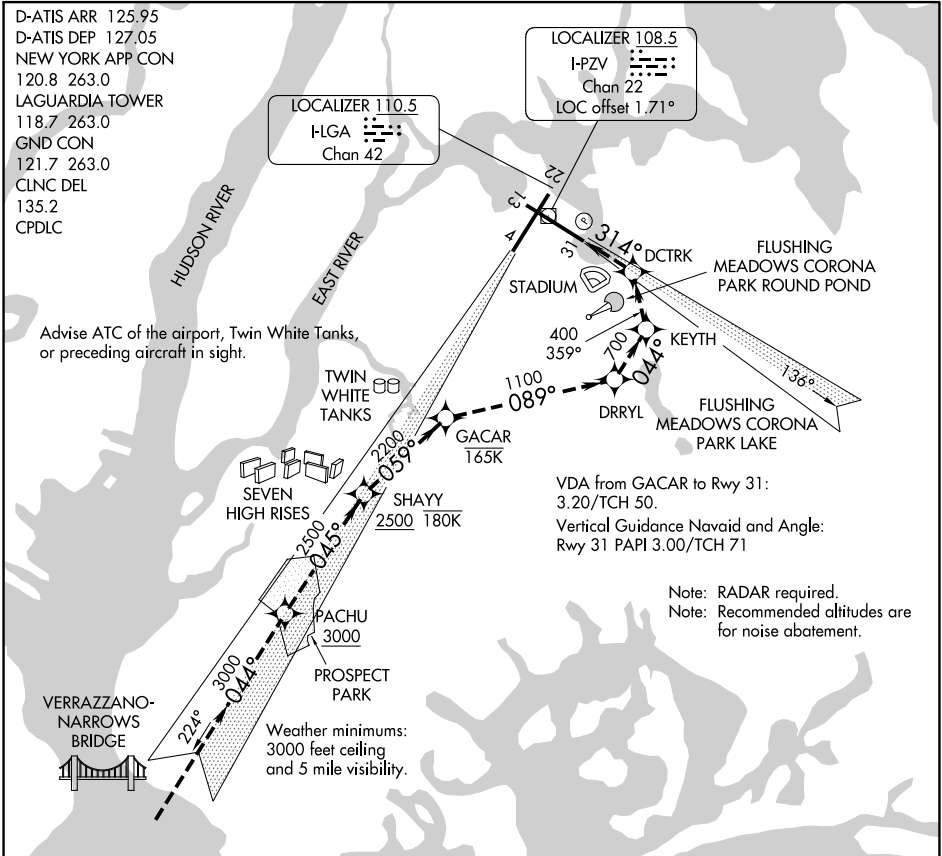 D-ATIS ARR 125.95
D-ATIS DEP 127.05
NEW YORK APP CON
120.8 263.0
LAGUARDIA TOWER
118.7 263.0
GND CON
121.7 263.0
CLNC DEL
135.2
CPDLC
LOCALIZER 110.5
I-LGA
Chan 42
LOCALIZER 108.5
I-PZV
Chan 22
LOC offset 1.71°
HUDSON RIVER
EAST RIVER
22
13
4
31
P
314°
DCTRK
STADIUM
FLUSHING
MEADOWS CORONA
PARK ROUND POND
400
359°
KEYTH
700
044°
136°
Advise ATC of the airport, Twin White Tanks,
or preceding aircraft in sight.
TWIN
WHITE
TANKS
1100
089°
DRRYL
FLUSHING
MEADOWS CORONA
PARK LAKE
GACAR
165K
2200
059°
SEVEN
HIGH RISES
SHAYY
2500 180K
VDA from GACAR to Rwy 31:
3.20/TCH 50.
Vertical Guidance Navaid and Angle:
Rwy 31 PAPI 3.00/TCH 71
2500
045°
Note: RADAR required.
Note: Recommended altitudes are
for noise abatement.
PACHU
3000
PROSPECT
PARK
3000
044°
224°
VERRAZZANO-
NARROWS
BRIDGE
Weather minimums:
3000 feet ceiling
and 5 mile visibility.